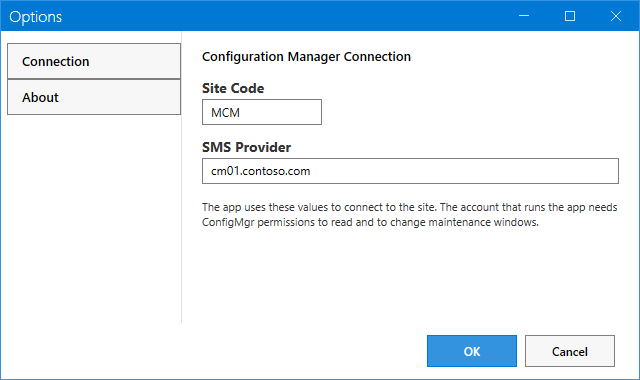 Options
Connection
About
Configuration Manager Connection
Site Code
MCM
SMS Provider
cm01.contoso.com
The app uses these values to connect to the site. The account that runs the app needs
ConfigMgr permissions to read and to change maintenance windows.
OK
Cancel